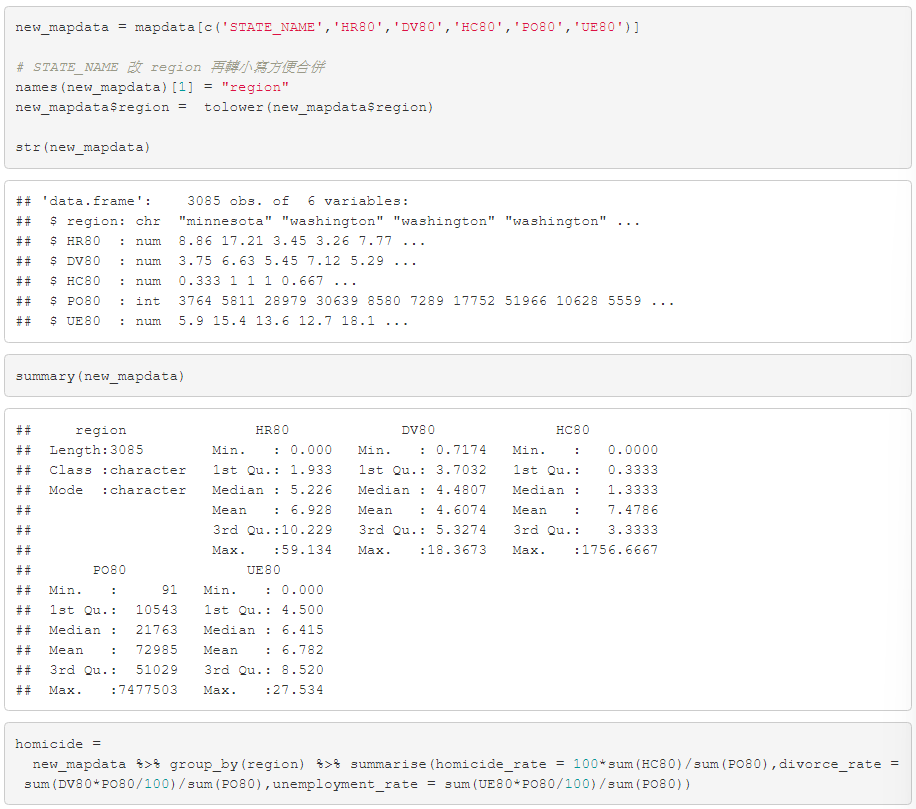 new_mapdata = mapdata[c('STATE_NAME','HR80','DV80','HC80','PO80','UE80')]
# STATE_NAME 改 region 再轉小寫方便合併
names(new_mapdata)[1] = "region"
new_mapdata$region =  tolower(new_mapdata$region)
str(new_mapdata)
## 'data.frame':    3085 obs. of  6 variables:
##  $ region: chr  "minnesota" "washington" "washington" "washington" ...
##  $ HR80  : num  8.86 17.21 3.45 3.26 7.77 ...
##  $ DV80  : num  3.75 6.63 5.45 7.12 5.29 ...
##  $ HC80  : num  0.333 1 1 1 0.667 ...
##  $ PO80  : int  3764 5811 28979 30639 8580 7289 17752 51966 10628 5559 ...
##  $ UE80  : num  5.9 15.4 13.6 12.7 18.1 ...
summary(new_mapdata)
##     region               HR80             DV80              HC80
##  Length:3085        Min.   : 0.000   Min.   : 0.7174   Min.   :   0.0000
##  Class :character   1st Qu.: 1.933   1st Qu.: 3.7032   1st Qu.:   0.3333
##  Mode  :character   Median : 5.226   Median : 4.4807   Median :   1.3333
##                     Mean   : 6.928   Mean   : 4.6074   Mean   :   7.4786
##                     3rd Qu.:10.229   3rd Qu.: 5.3274   3rd Qu.:   3.3333
##                     Max.   :59.134   Max.   :18.3673   Max.   :1756.6667
##       PO80              UE80
##  Min.   :     91   Min.   : 0.000
##  1st Qu.:  10543   1st Qu.: 4.500
##  Median :  21763   Median : 6.415
##  Mean   :  72985   Mean   : 6.782
##  3rd Qu.:  51029   3rd Qu.: 8.520
##  Max.   :7477503   Max.   :27.534
homicide =
  new_mapdata %>% group_by(region) %>% summarise(homicide_rate = 100*sum(HC80)/sum(PO80),divorce_rate =
 sum(DV80*PO80/100)/sum(PO80),unemployment_rate = sum(UE80*PO80/100)/sum(PO80))